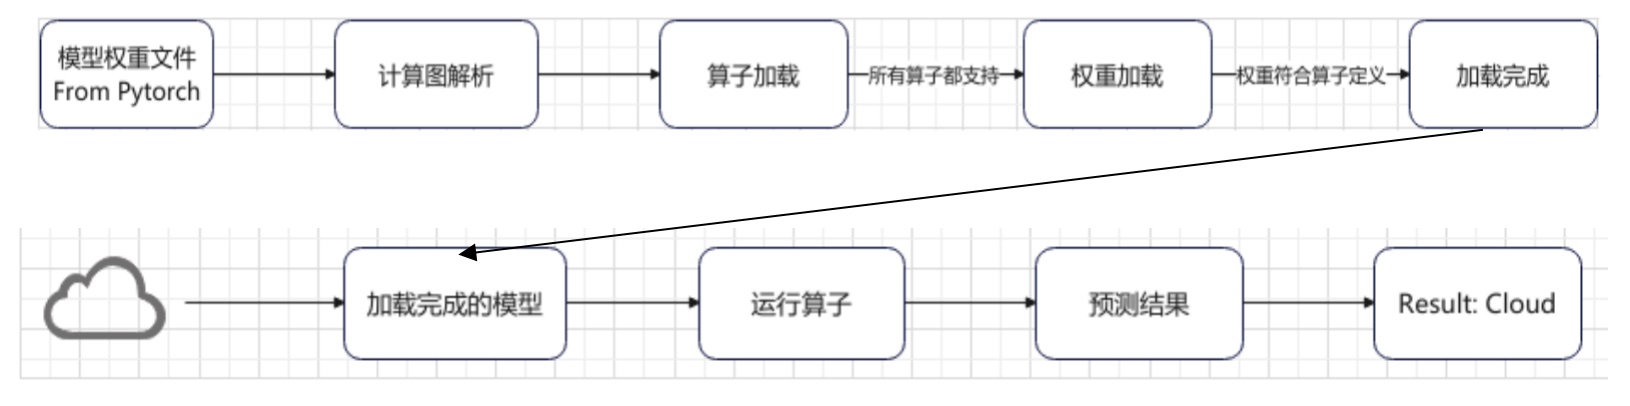 模型权重文件
From Pytorch
计算图解析
算子加载
所有算子都支持
权重加载
权重符合算子定义
加载完成
加载完成的模型
运行算子
预测结果
Result: Cloud